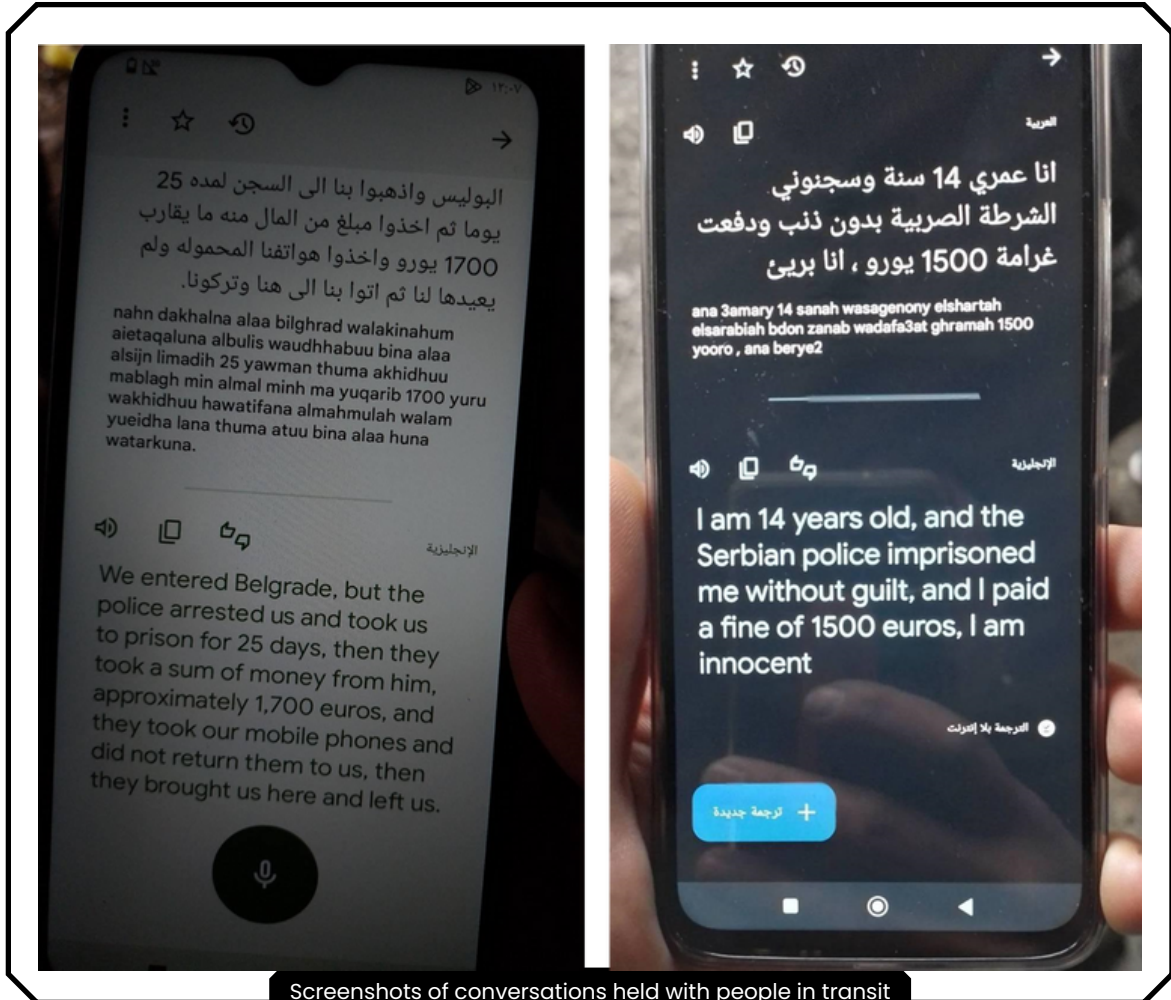 ١٢:٠٧
البوليس واذهبوا بنا الى السجن لمده 25
يوما ثم اخذوا مبلغ من المال منه ما يقارب
1700 يورو واخذوا هواتفنا المحموله ولم
يعيدها لنا ثم اتوا بنا الى هنا وتركونا.
nahn dakhalna alaa bilghrad walakinahum
aietaqaluna albulis waudhhabuu bina alaa
alsijn limadih 25 yawman thuma akhidhuu
mablagh min almal minh ma yuqarib 1700 yuru
wakhidhuu hawatifana almahmulah walam
yueidha lana thuma atuu bina alaa huna
watarkuna.
الإنجليزية
We entered Belgrade, but the
police arrested us and took us
to prison for 25 days, then they
took a sum of money from him,
approximately 1,700 euros, and
they took our mobile phones and
did not return them to us, then
they brought us here and left us.
العربية
انا عمري 14 سنة وسجنوني
الشرطة الصربية بدون ذنب ودفعت
غرامة 1500 يورو ، انا بريئ
ana 3amary 14 sanah wasagenony elshartah
elsarabiah bdon zanab wadafa3at ghramah 1500
yooro , ana berye2
الإنجليزية
I am 14 years old, and the
Serbian police imprisoned
me without guilt, and I paid
a fine of 1500 euros, I am
innocent
الترجمة بلا إنترنت
ترجمة جديدة
Screenshots of conversations held with people in transit